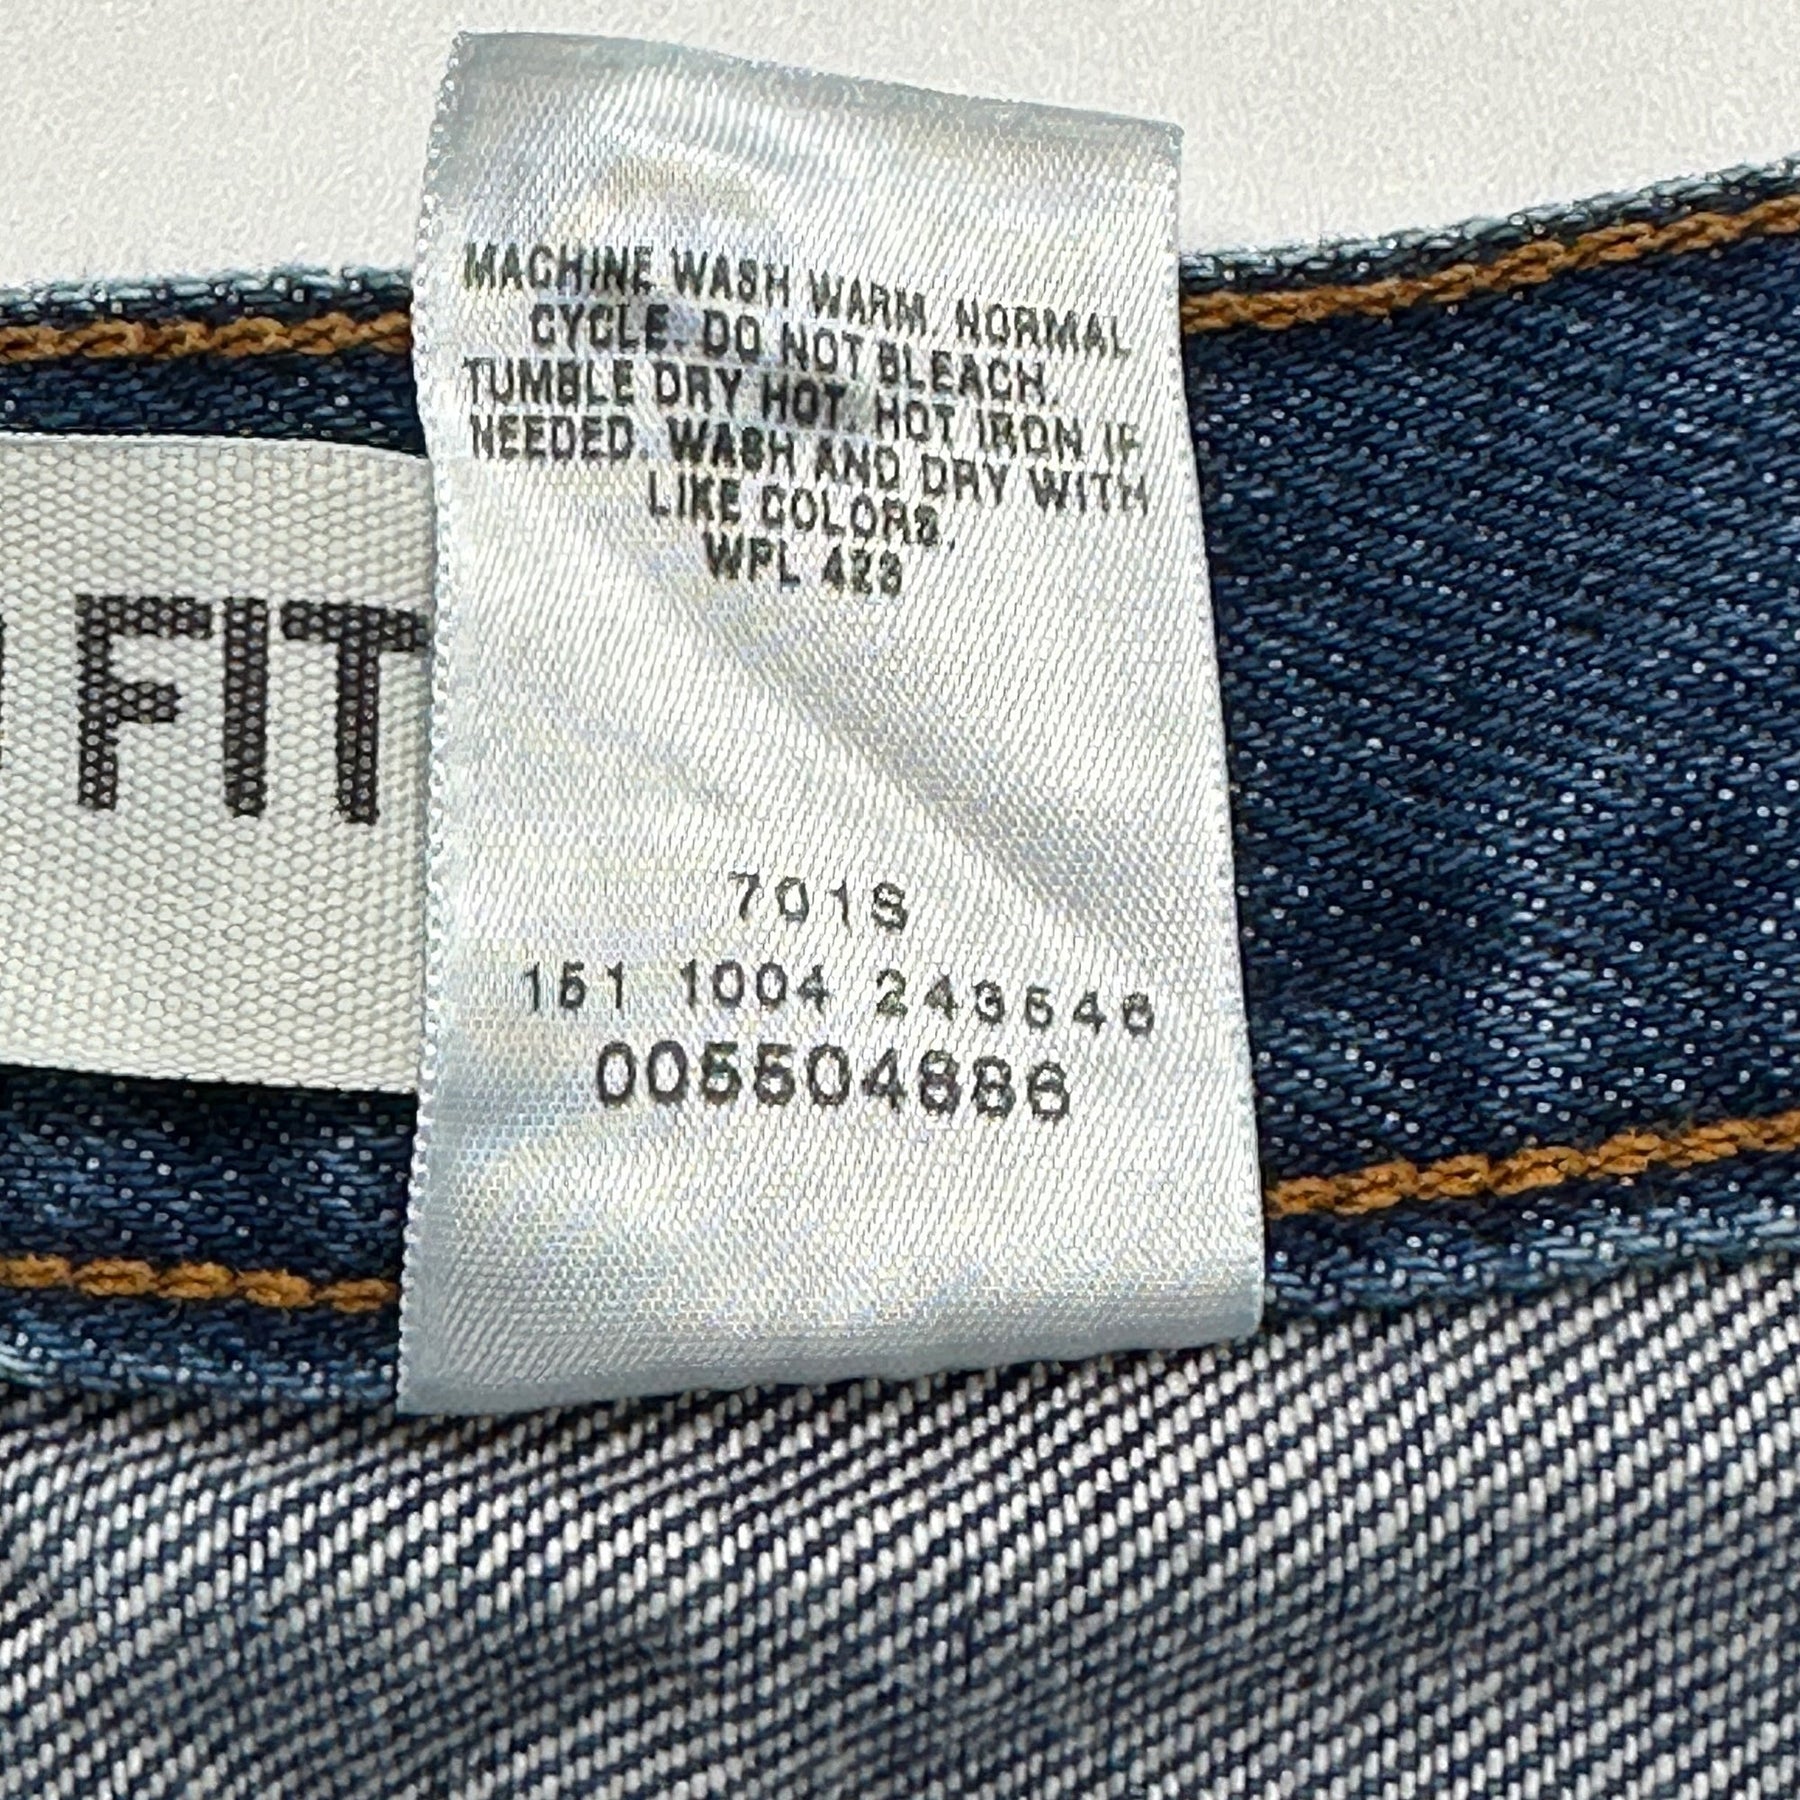 MACHINE WASH WARM, NORMAL
CYCLE. DO NOT BLEACH.
TUMBLE DRY HOT. HOT IRON IF
NEEDED. WASH AND DRY WITH
LIKE COLORS.
WPL 423
FIT
701S
151 1004 243546
005504886